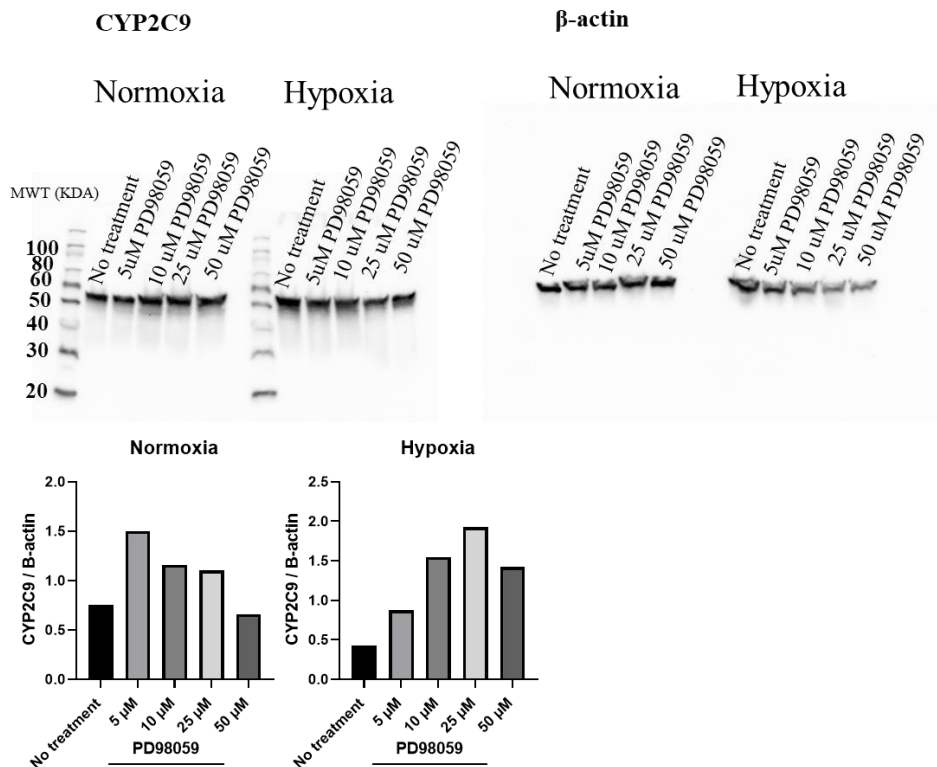 CYP2C9
β-actin
Normoxia
Hypoxia
Normoxia
Hypoxia
MWT (KDA)
No treatment
5uM PD98059
10 uM PD98059
25 uM PD98059
50 uM PD98059
No treatment
5uM PD98059
10 uM PD98059
25 uM PD98059
50 uM PD98059
No treatment
5uM PD98059
10 uM PD98059
25 uM PD98059
50 uM PD98059
No treatment
5uM PD98059
10 uM PD98059
25 uM PD98059
50 uM PD98059
100
80
60
50
40
30
20
Normoxia
CYP2C9 / B-actin
2.0
1.5
1.0
0.5
0.0
No treatment
5 µM
10 µM
25 µM
50 µM
PD98059
Hypoxia
CYP2C9 / B-actin
2.5
2.0
1.5
1.0
0.5
0.0
No treatment
5 µM
10 µM
25 µM
50 µM
PD98059